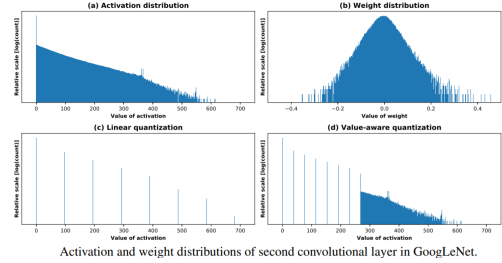 (a) Activation distribution
Relative scale [log(count)]
0 100 200 300 400 500 600 700
Value of activation
(b) Weight distribution
Relative scale [log(count)]
−0.4 −0.2 0.0 0.2 0.4
Value of weight
(c) Linear quantization
Relative scale [log(count)]
0 100 200 300 400 500 600 700
Value of activation
(d) Value-aware quantization
Relative scale [log(count)]
0 100 200 300 400 500 600 700
Value of activation
Activation and weight distributions of second convolutional layer in GoogLeNet.